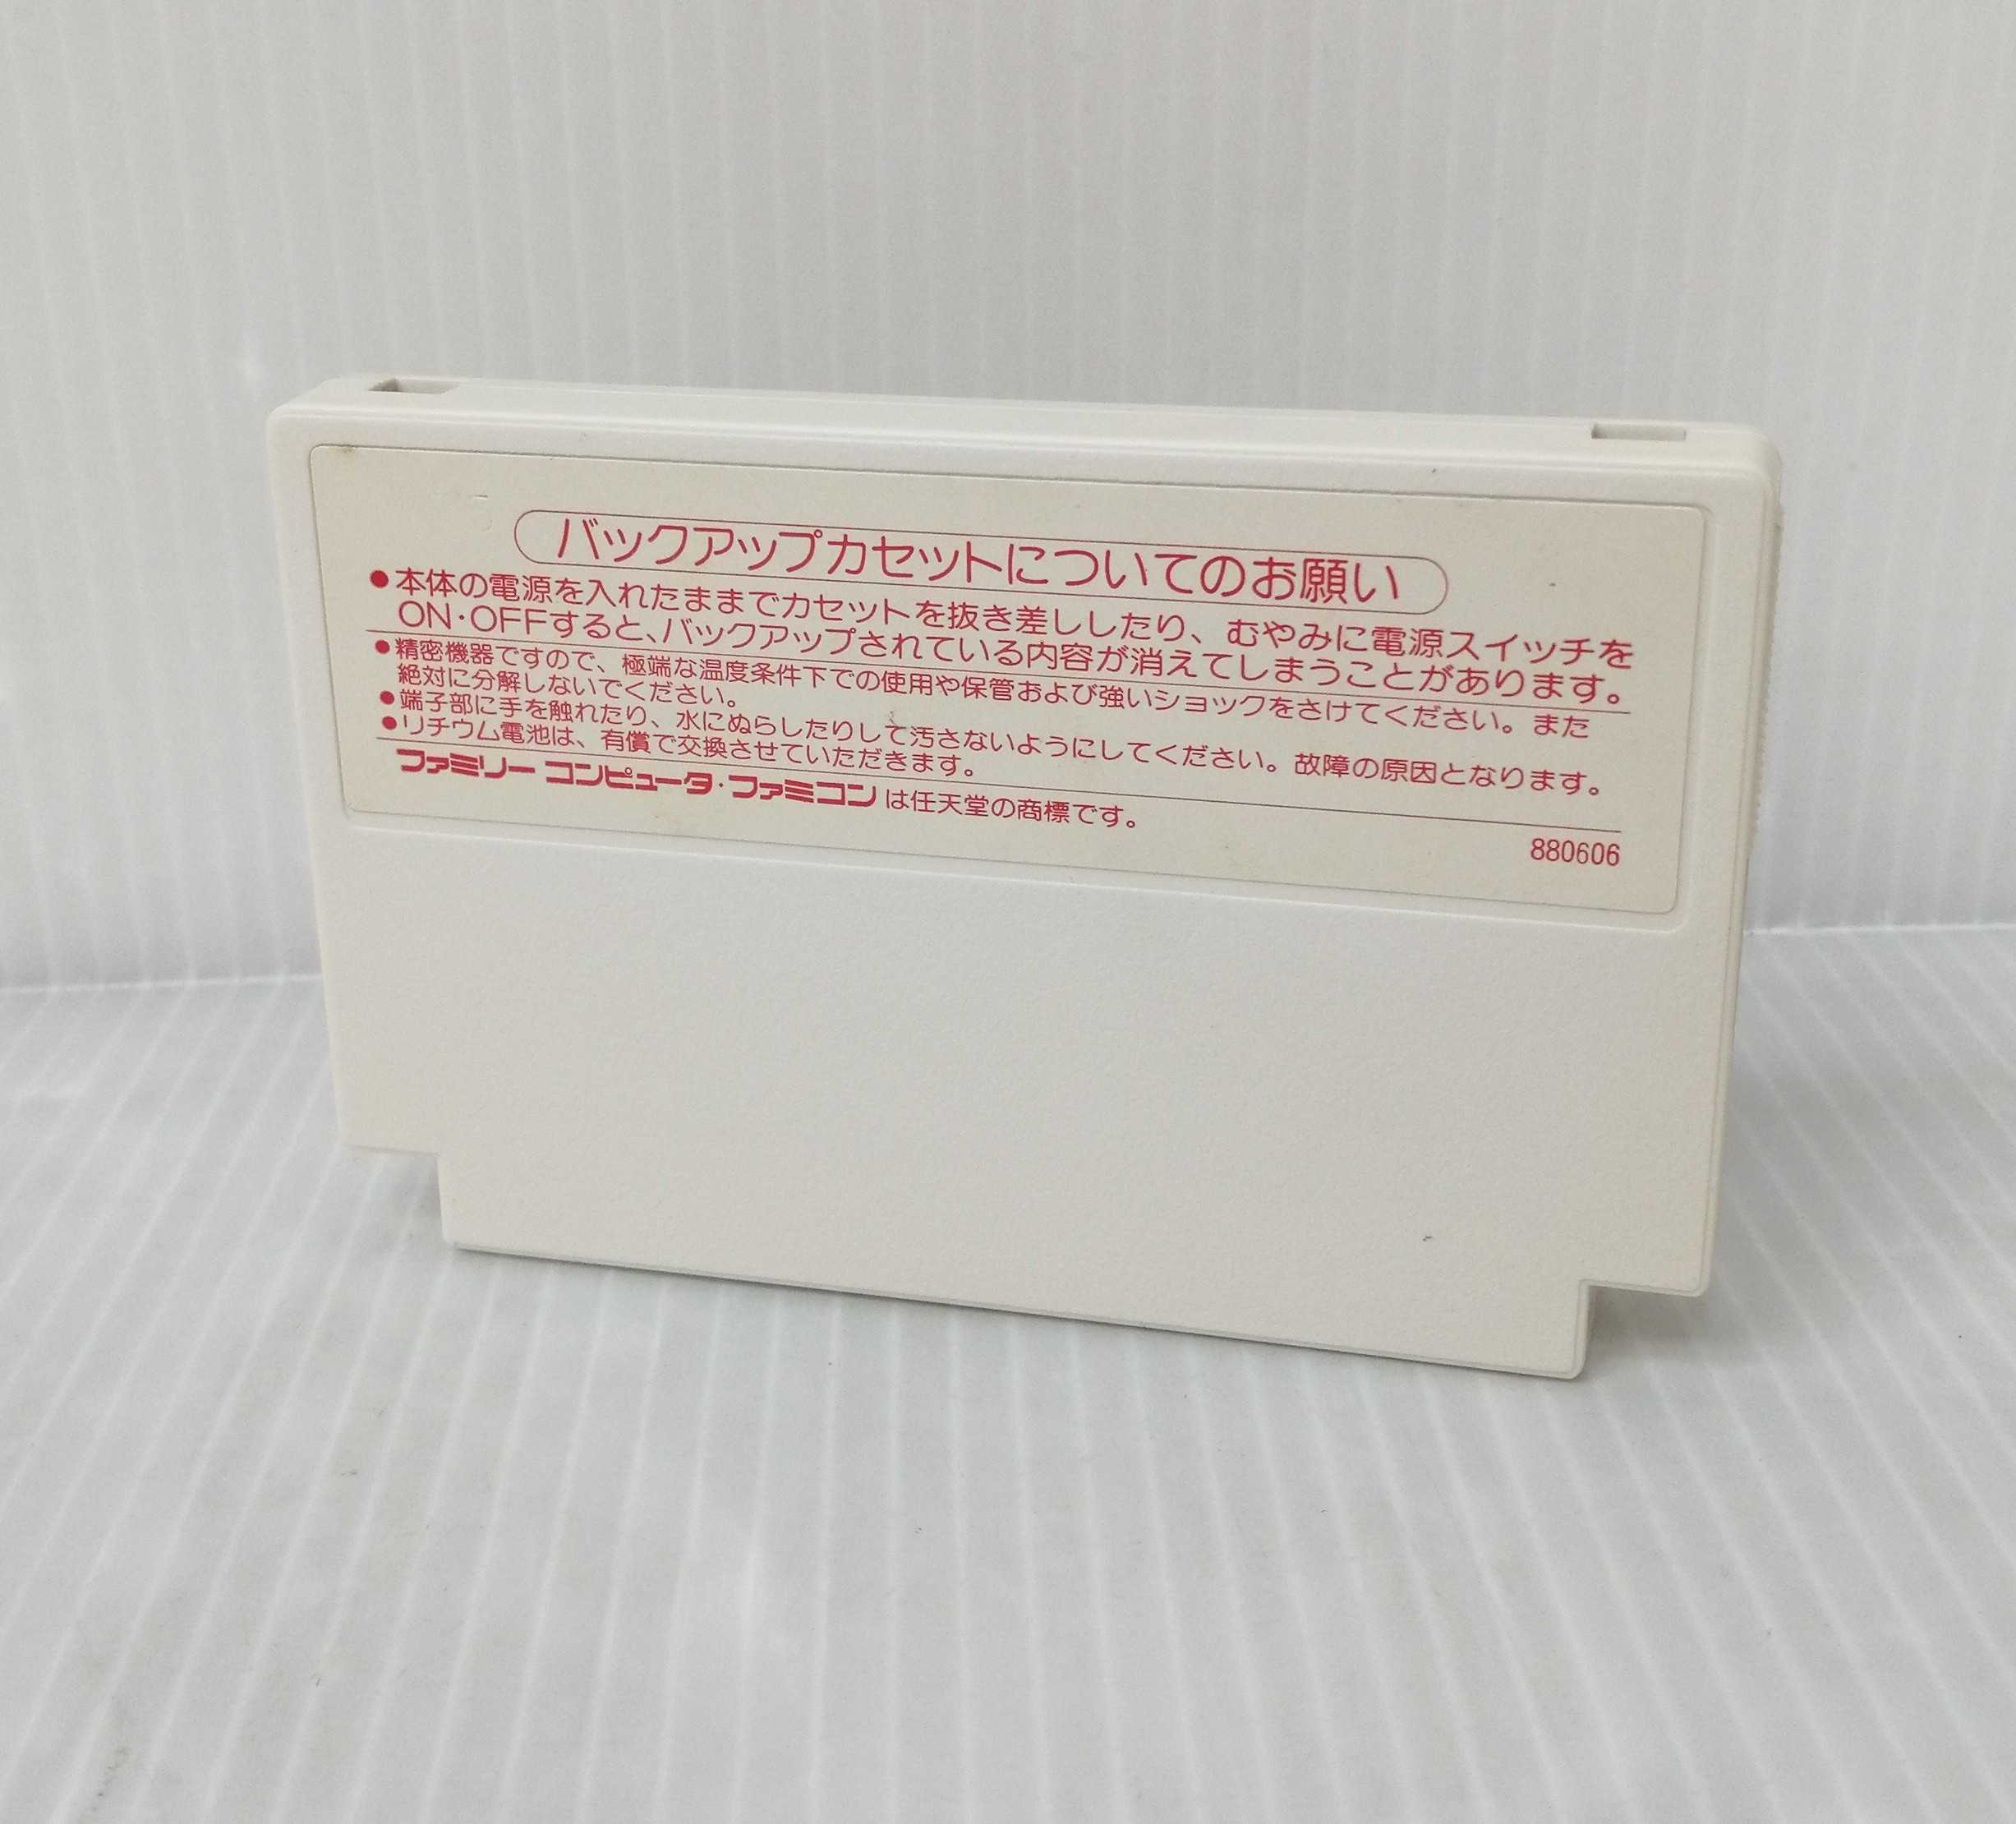 バックアップカセットについてのお願い
●本体の電源を入れたままでカセットを抜き差ししたり、むやみに電源スイッチを
ON・OFFすると、バックアップされている内容が消えてしまうことがあります。
●精密機器ですので、極端な温度条件下での使用や保管および強いショックをさけてください。また
絶対に分解しないでください。
●端子部に手を触れたり、水にぬらしたりして汚さないようにしてください。故障の原因となります。
●リチウム電池は、有償で交換させていただきます。
ファミリーコンピュータ・ファミコンは任天堂の商標です。
880606